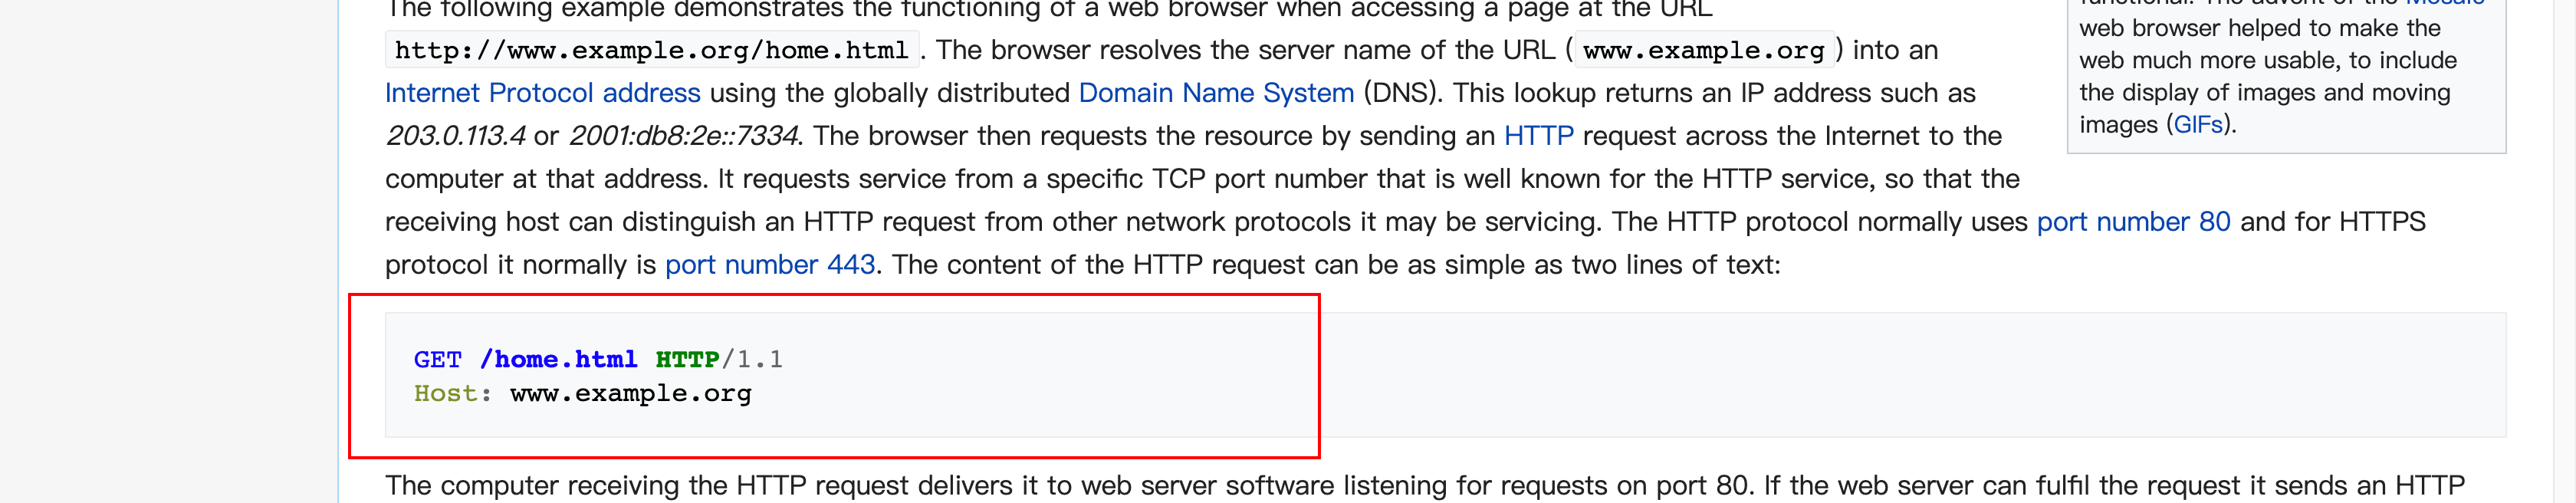 The following example demonstrates the functioning of a web browser when accessing a page at the URL
http://www.example.org/home.html. The browser resolves the server name of the URL (www.example.org) into an
Internet Protocol address using the globally distributed Domain Name System (DNS). This lookup returns an IP address such as
203.0.113.4 or 2001:db8:2e::7334. The browser then requests the resource by sending an HTTP request across the Internet to the
computer at that address. It requests service from a specific TCP port number that is well known for the HTTP service, so that the
receiving host can distinguish an HTTP request from other network protocols it may be servicing. The HTTP protocol normally uses port number 80 and for HTTPS
protocol it normally is port number 443. The content of the HTTP request can be as simple as two lines of text:
GET /home.html HTTP/1.1
Host: www.example.org
The computer receiving the HTTP request delivers it to web server software listening for requests on port 80. If the web server can fulfil the request it sends an HTTP
functional. The advent of the Mosaic
web browser helped to make the
web much more usable, to include
the display of images and moving
images (GIFs).